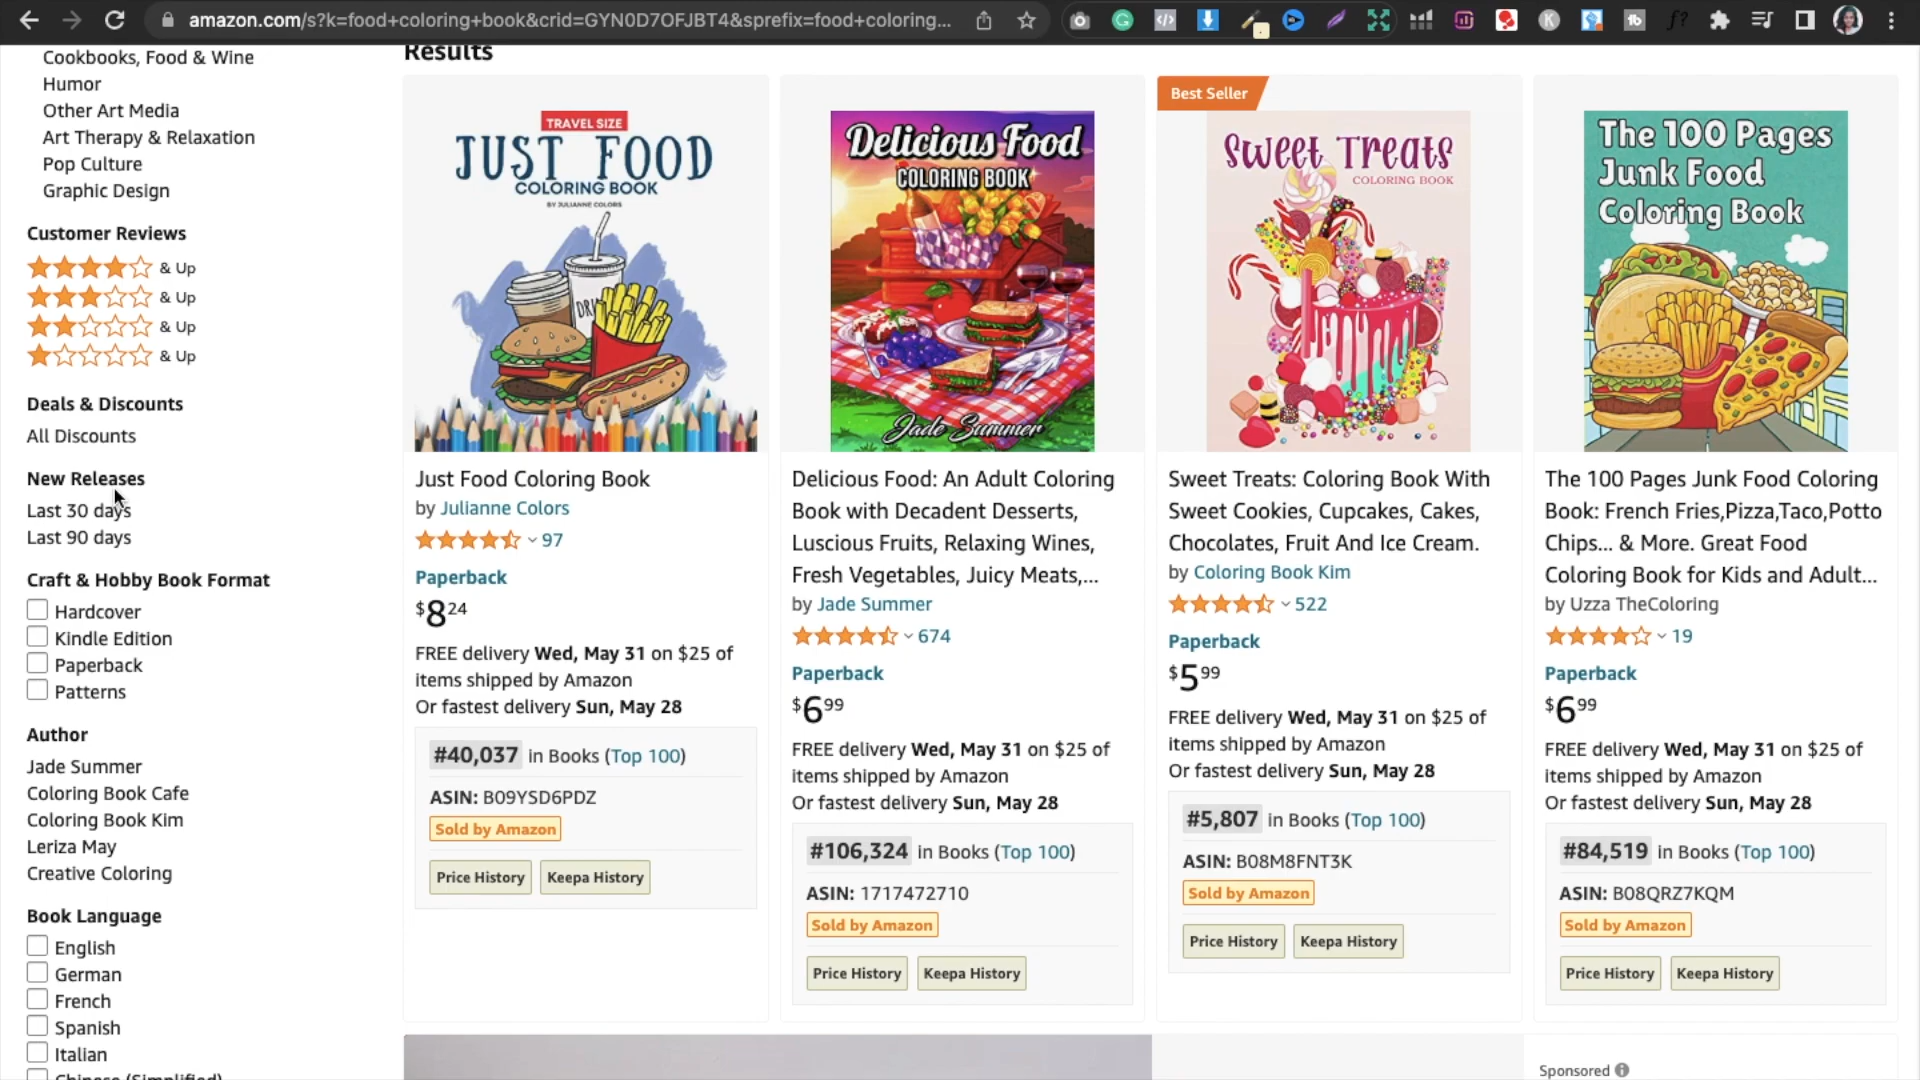 amazon.com/s?k=food+coloring+book&crid=GYN0D7OFJBT4&sprefix=food+coloring...
Cookbooks, Food & Wine
Humor
Other Art Media
Art Therapy & Relaxation
Pop Culture
Graphic Design
Customer Reviews
& Up
& Up
& Up
& Up
Deals & Discounts
All Discounts
New Releases
Last 30 days
Last 90 days
Craft & Hobby Book Format
Hardcover
Kindle Edition
Paperback
Patterns
Author
Jade Summer
Coloring Book Cafe
Coloring Book Kim
Leriza May
Creative Coloring
Book Language
English
German
French
Spanish
Italian
Chinese (Simplified)
Results
TRAVEL SIZE
JUST FOOD
COLORING BOOK
BY JULIANNE COLORS
Just Food Coloring Book
by Julianne Colors
97
Paperback
$8 24
FREE delivery Wed, May 31 on $25 of
items shipped by Amazon
Or fastest delivery Sun, May 28
#40,037 in Books (Top 100)
ASIN: B09YSD6PDZ
Sold by Amazon
Price History Keepa History
Delicious Food
COLORING BOOK
Jade Summer
Delicious Food: An Adult Coloring
Book with Decadent Desserts,
Luscious Fruits, Relaxing Wines,
Fresh Vegetables, Juicy Meats,...
by Jade Summer
674
Paperback
$6 99
FREE delivery Wed, May 31 on $25 of
items shipped by Amazon
Or fastest delivery Sun, May 28
#106,324 in Books (Top 100)
ASIN: 1717472710
Sold by Amazon
Price History Keepa History
Best Seller
Sweet Treats
COLORING BOOK
Sweet Treats: Coloring Book With
Sweet Cookies, Cupcakes, Cakes,
Chocolates, Fruit And Ice Cream.
by Coloring Book Kim
522
Paperback
$5 99
FREE delivery Wed, May 31 on $25 of
items shipped by Amazon
Or fastest delivery Sun, May 28
#5,807 in Books (Top 100)
ASIN: B08M8FNT3K
Sold by Amazon
Price History Keepa History
The 100 Pages
Junk Food
Coloring Book
The 100 Pages Junk Food Coloring
Book: French Fries,Pizza,Taco,Potto
Chips... & More. Great Food
Coloring Book for Kids and Adult...
by Uzza TheColoring
19
Paperback
$6 99
FREE delivery Wed, May 31 on $25 of
items shipped by Amazon
Or fastest delivery Sun, May 28
#84,519 in Books (Top 100)
ASIN: B08QRZ7KQM
Sold by Amazon
Price History Keepa History
Sponsored